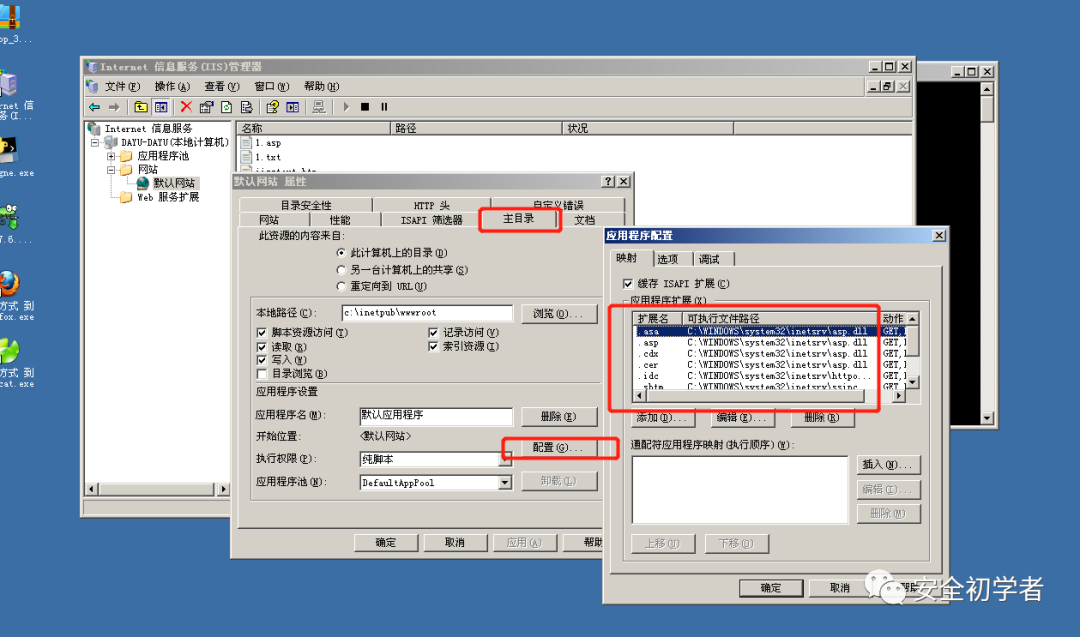 op_3...
rnet 信
务(I...
gne.exe
7.6....
方式 到
fox.exe
方式 到
cat.exe
Internet 信息服务(IIS)管理器
文件(F) 操作(A) 查看(V) 窗口(W) 帮助(H)
Internet 信息服务
DAYU-DAYU(本地计算机)
应用程序池
网站
默认网站
Web 服务扩展
名称 路径 状况
1.asp
1.txt
默认网站 属性
目录安全性 HTTP 头 自定义错误
网站 性能 ISAPI 筛选器 主目录 文档
此资源的内容来自:
此计算机上的目录(D)
另一台计算机上的共享(S)
重定向到 URL(U)
本地路径(C): c:\inetpub\wwwroot 浏览(O)...
脚本资源访问(T) 记录访问(V)
读取(R) 索引资源(I)
写入(W)
目录浏览(B)
应用程序设置
应用程序名(M): 默认应用程序 删除(E)
开始位置: <默认网站>
执行权限(P): 纯脚本 配置(G)...
应用程序池(N): DefaultAppPool 卸载(L)
确定 取消 应用(A) 帮助
应用程序配置
映射 选项 调试
缓存 ISAPI 扩展(C)
应用程序扩展(X)
扩展名 可执行文件路径 动作
.asa C:\WINDOWS\system32\inetsrv\asp.dll GET,
.asp C:\WINDOWS\system32\inetsrv\asp.dll GET,
.cdx C:\WINDOWS\system32\inetsrv\asp.dll GET,
.cer C:\WINDOWS\system32\inetsrv\asp.dll GET,
.idc C:\WINDOWS\system32\inetsrv\httpo... GET,
.shtm C:\WINDOWS\system32\inetsrv\ssinc GET,
添加(D)... 编辑(E)... 删除(R)
通配符应用程序映射(执行顺序)(W):
插入(N)...
编辑(I)...
删除(M)
上移(U) 下移(O)
确定 取消
安全初学者